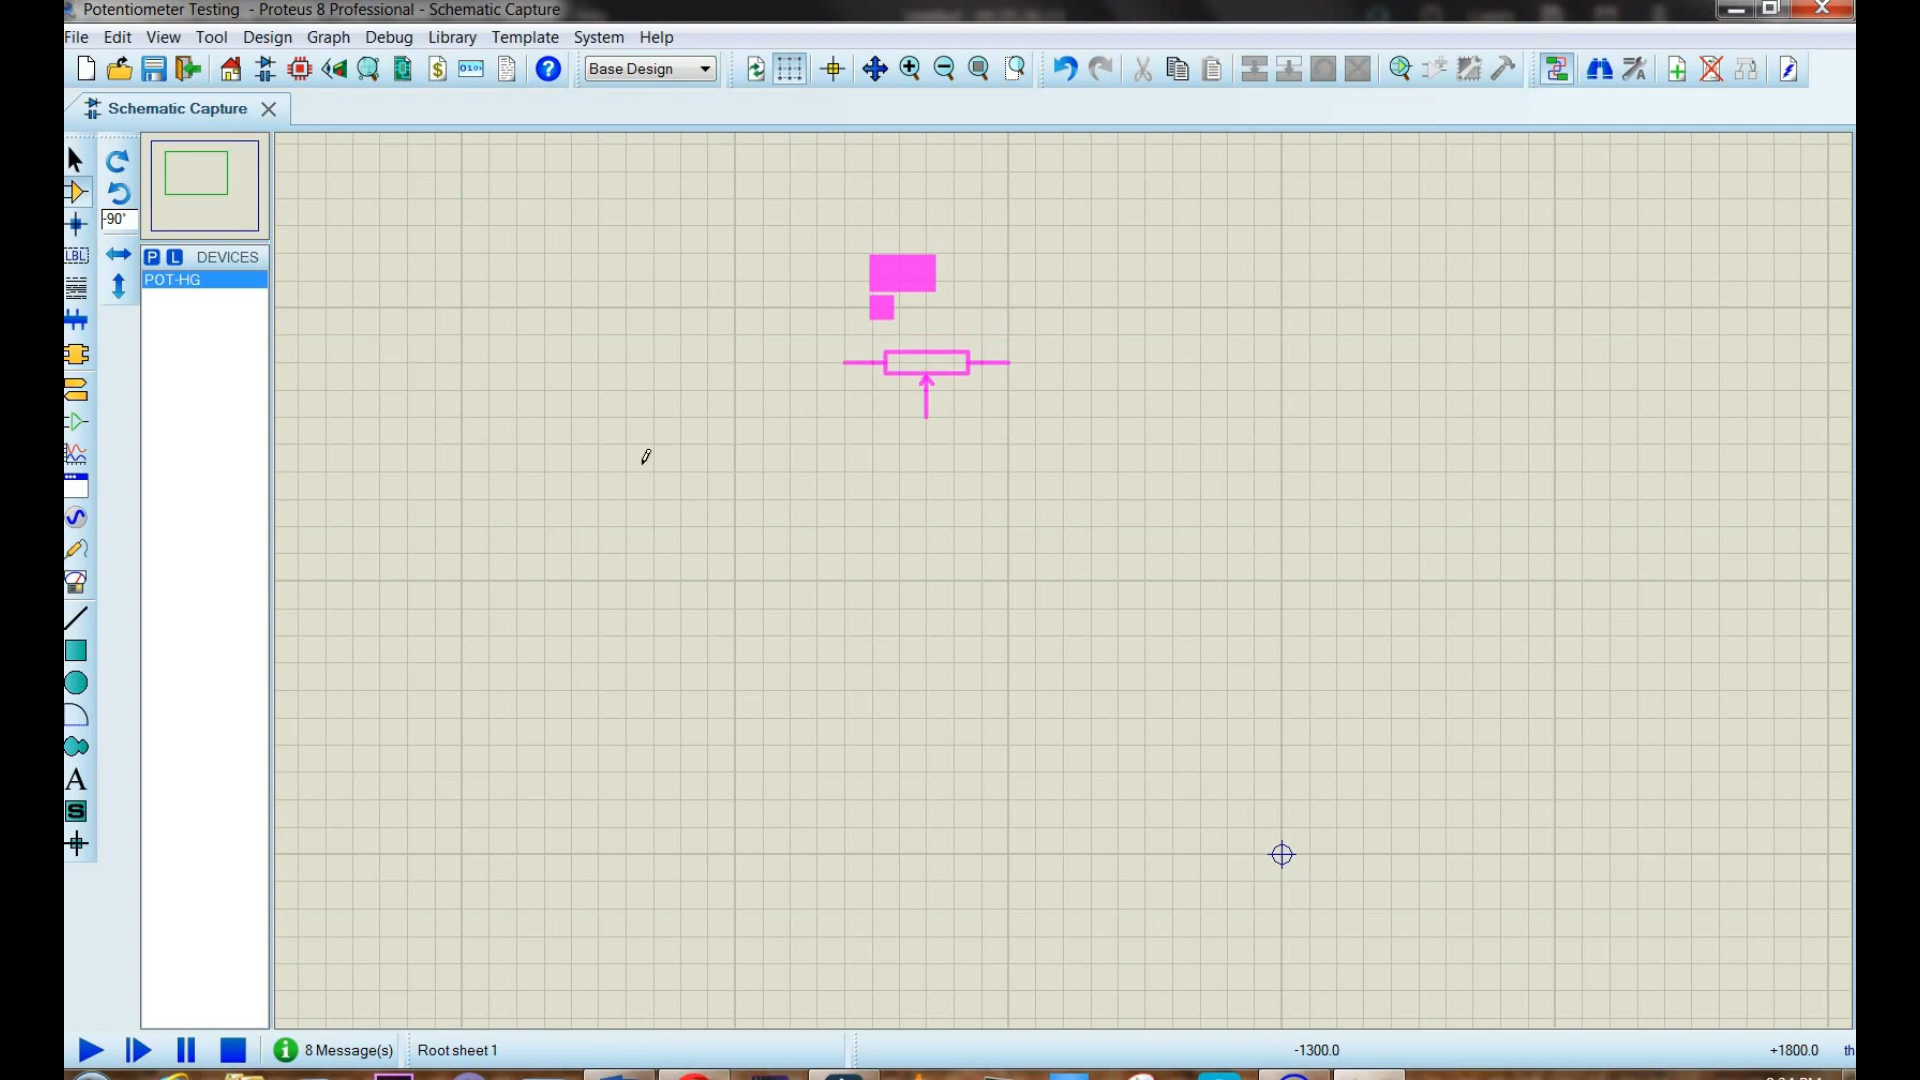 Potentiometer Testing - Proteus 8 Professional - Schematic Capture
File Edit View Tool Design Graph Debug Library Template System Help
Base Design
Schematic Capture
-90°
LBL
P L DEVICES
POT-HG
A
S
8 Message(s) Root sheet 1 -1300.0 +1800.0 th